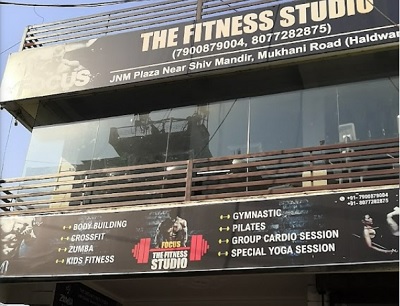 THE FITNESS STUDIO
(7900879004, 8077282875)
US
JNM Plaza Near Shiv Mandir, Mukhani Road (Haldwa
+91- 7900879004
+91- 8077282875
BODY BUILDING
CROSSFIT
ZUMBA
KIDS FITNESS
FOCUS
THE FITNESS
STUDIO
GYMNASTIC
PILATES
GROUP CARDIO SESSION
SPECIAL YOGA SESSION